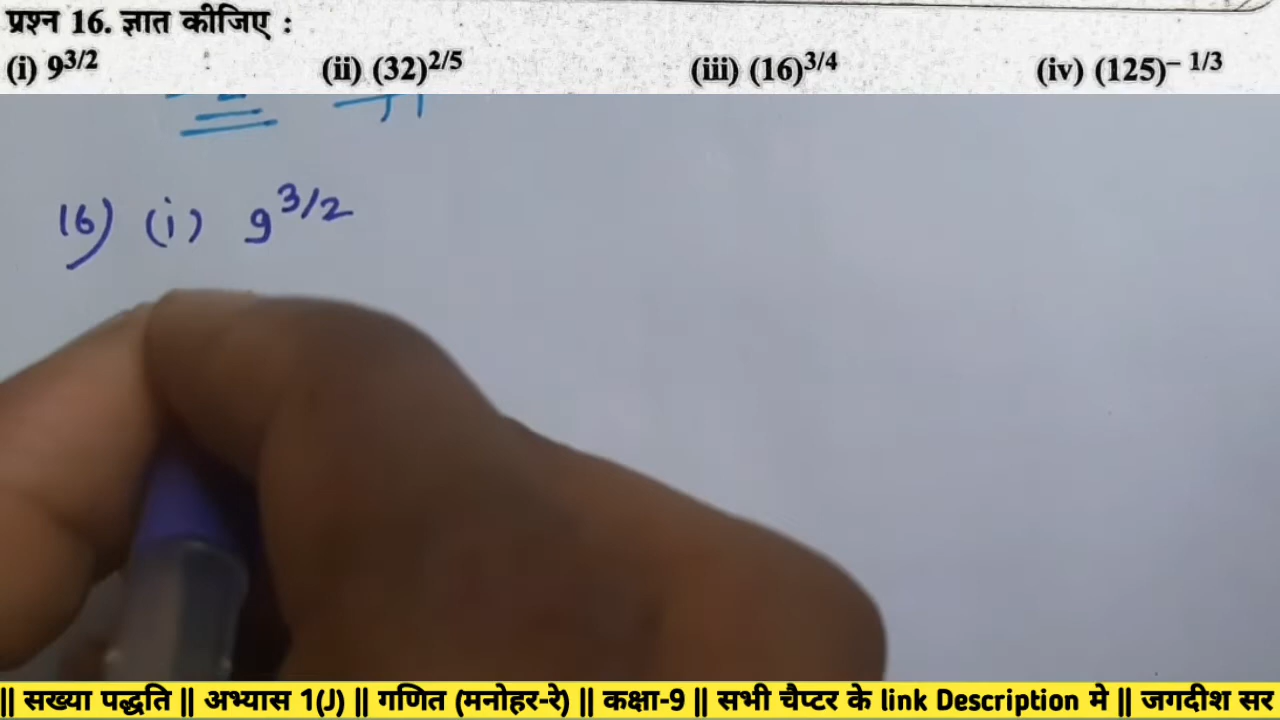 प्रश्न 16. ज्ञात कीजिए :
(i) 9^3/2 (ii) (32)^2/5 (iii) (16)^3/4 (iv) (125)^– 1/3
16) (i) 9^3/2
|| सख्या पद्धति || अभ्यास 1(J) || गणित (मनोहर-रे) || कक्षा-9 || सभी चैप्टर के link Description मे || जगदीश सर